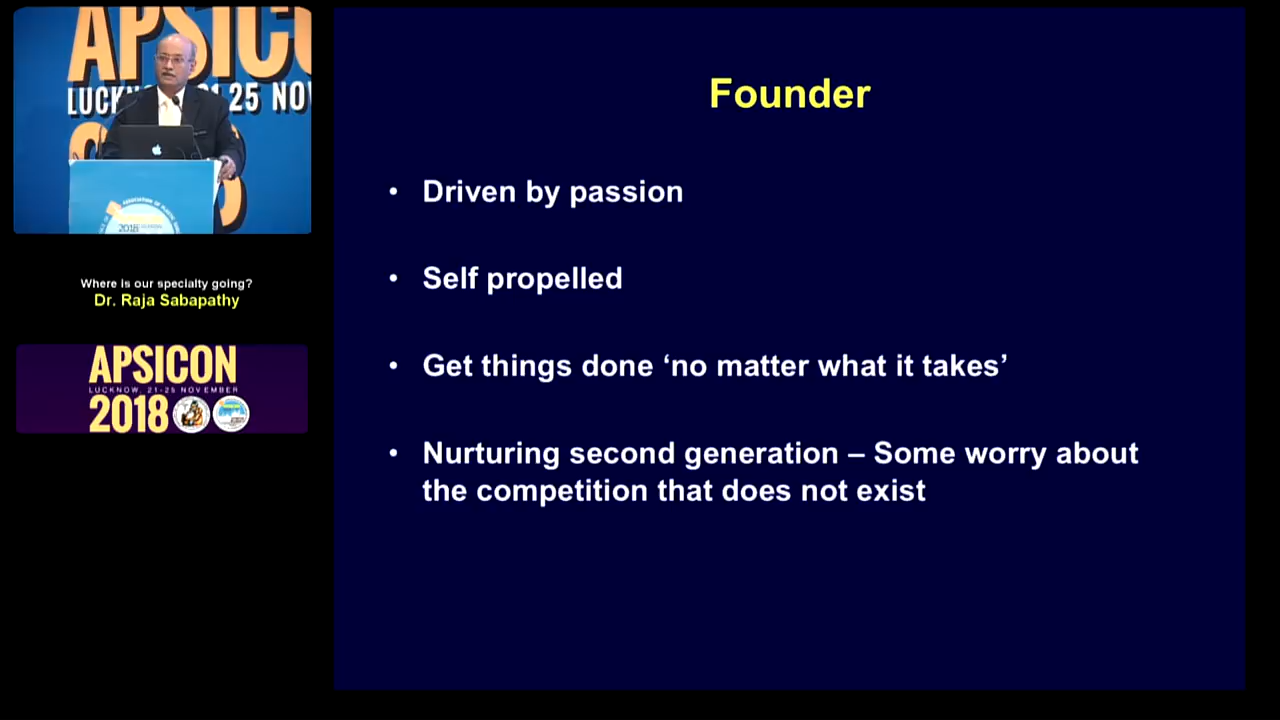 APSIC
LUCKN 21-25 NOV
2018
Where is our specialty going?
Dr. Raja Sabapathy
APSICON
LUCKNOW, 21-25 NOVEMBER
2018
Founder
• Driven by passion
• Self propelled
• Get things done ‘no matter what it takes’
• Nurturing second generation – Some worry about
the competition that does not exist